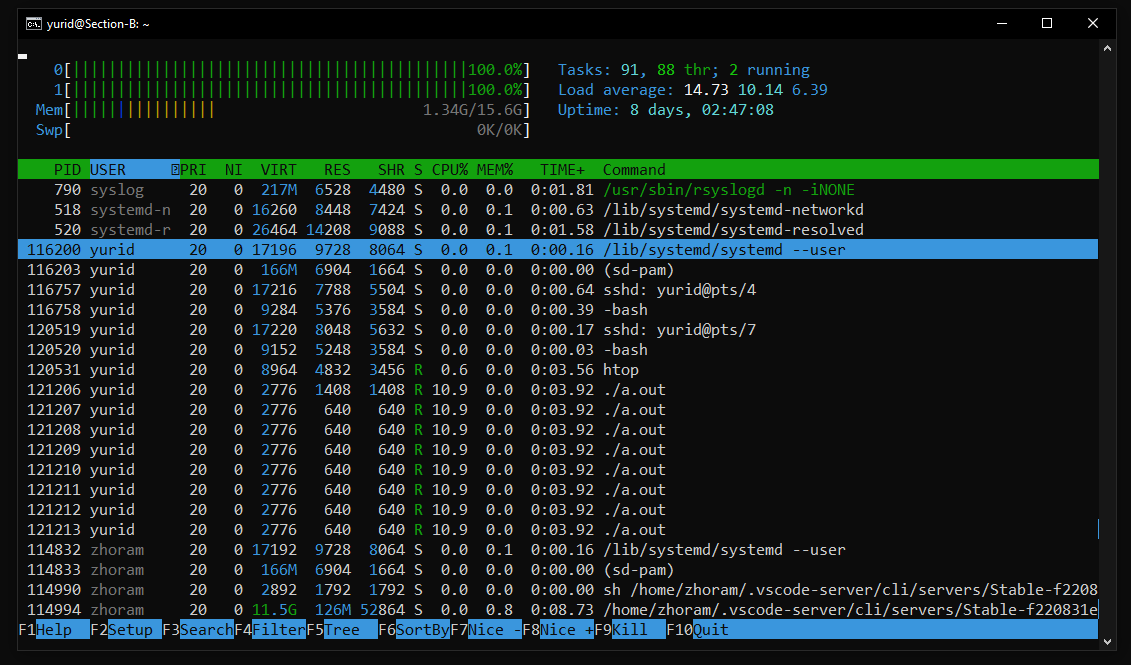 yurid@Section-B: ~
0[||||||||||||||||||||||||||||||||||||||||||||100.0%] Tasks: 91, 88 thr; 2 running
1[||||||||||||||||||||||||||||||||||||||||||||100.0%] Load average: 14.73 10.14 6.39
Mem[|||||||||||||||| 1.34G/15.6G] Uptime: 8 days, 02:47:08
Swp[ 0K/0K]
PID USER PRI NI VIRT RES SHR S CPU% MEM% TIME+ Command
790 syslog 20 0 217M 6528 4480 S 0.0 0.0 0:01.81 /usr/sbin/rsyslogd -n -iNONE
518 systemd-n 20 0 16260 8448 7424 S 0.0 0.1 0:00.63 /lib/systemd/systemd-networkd
520 systemd-r 20 0 26464 14208 9088 S 0.0 0.1 0:01.58 /lib/systemd/systemd-resolved
116200 yurid 20 0 17196 9728 8064 S 0.0 0.1 0:00.16 /lib/systemd/systemd --user
116203 yurid 20 0 166M 6904 1664 S 0.0 0.0 0:00.00 (sd-pam)
116757 yurid 20 0 17216 7788 5504 S 0.0 0.0 0:00.64 sshd: yurid@pts/4
116758 yurid 20 0 9284 5376 3584 S 0.0 0.0 0:00.39 -bash
120519 yurid 20 0 17220 8048 5632 S 0.0 0.0 0:00.17 sshd: yurid@pts/7
120520 yurid 20 0 9152 5248 3584 S 0.0 0.0 0:00.03 -bash
120531 yurid 20 0 8964 4832 3456 R 0.6 0.0 0:03.56 htop
121206 yurid 20 0 2776 1408 1408 R 10.9 0.0 0:03.92 ./a.out
121207 yurid 20 0 2776 640 640 R 10.9 0.0 0:03.92 ./a.out
121208 yurid 20 0 2776 640 640 R 10.9 0.0 0:03.92 ./a.out
121209 yurid 20 0 2776 640 640 R 10.9 0.0 0:03.92 ./a.out
121210 yurid 20 0 2776 640 640 R 10.9 0.0 0:03.92 ./a.out
121211 yurid 20 0 2776 640 640 R 10.9 0.0 0:03.92 ./a.out
121212 yurid 20 0 2776 640 640 R 10.9 0.0 0:03.92 ./a.out
121213 yurid 20 0 2776 640 640 R 10.9 0.0 0:03.92 ./a.out
114832 zhoram 20 0 17192 9728 8064 S 0.0 0.1 0:00.16 /lib/systemd/systemd --user
114833 zhoram 20 0 166M 6904 1664 S 0.0 0.0 0:00.00 (sd-pam)
114990 zhoram 20 0 2892 1792 1792 S 0.0 0.0 0:00.00 sh /home/zhoram/.vscode-server/cli/servers/Stable-f2208
114994 zhoram 20 0 11.5G 126M 52864 S 0.0 0.8 0:08.73 /home/zhoram/.vscode-server/cli/servers/Stable-f220831e
F1Help F2Setup F3SearchF4FilterF5Tree F6SortByF7Nice -F8Nice +F9Kill F10Quit